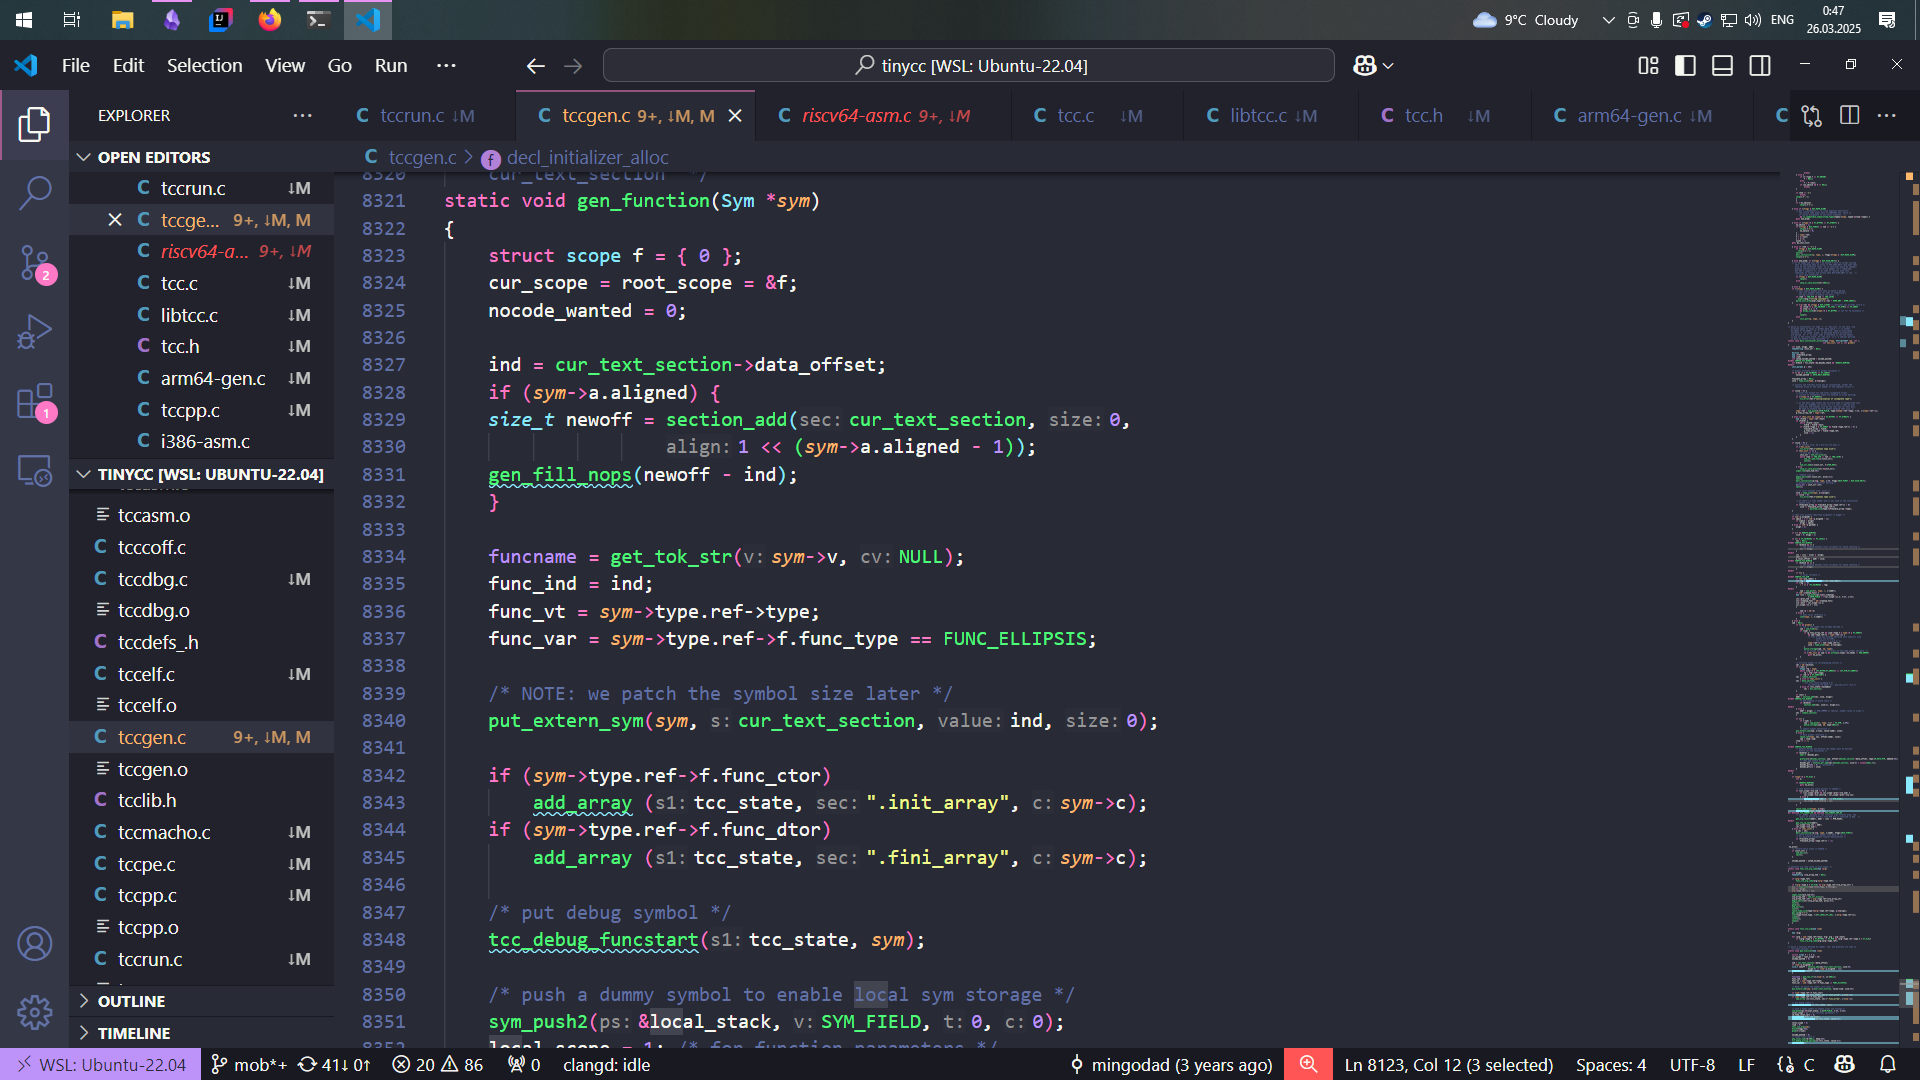 9°C Cloudy
ENG
0:47
26.03.2025
File Edit Selection View Go Run ···
tinycc [WSL: Ubuntu-22.04]
EXPLORER
C tccrun.c ↓M
C tccgen.c 9+, ↓M, M
C riscv64-asm.c 9+, ↓M
C tcc.c ↓M
C libtcc.c ↓M
C tcc.h ↓M
C arm64-gen.c ↓M
C
OPEN EDITORS
C tccrun.c ↓M
C tccge... 9+, ↓M, M
C riscv64-a... 9+, ↓M
C tcc.c ↓M
C libtcc.c ↓M
C tcc.h ↓M
C arm64-gen.c ↓M
C tccpp.c ↓M
C i386-asm.c
TINYCC [WSL: UBUNTU-22.04]
tccasm.o
C tcccoff.c
C tccdbg.c ↓M
tccdbg.o
C tccdefs_.h
C tccelf.c ↓M
tccelf.o
C tccgen.c 9+, ↓M, M
tccgen.o
C tcclib.h
C tccmacho.c ↓M
C tccpe.c ↓M
C tccpp.c ↓M
tccpp.o
C tccrun.c ↓M
OUTLINE
TIMELINE
2
1
C tccgen.c > f decl_initializer_alloc
8320 cur_text_section */
8321 static void gen_function(Sym *sym)
8322 {
8323 struct scope f = { 0 };
8324 cur_scope = root_scope = &f;
8325 nocode_wanted = 0;
8326
8327 ind = cur_text_section->data_offset;
8328 if (sym->a.aligned) {
8329 size_t newoff = section_add(sec: cur_text_section, size: 0,
8330 align: 1 << (sym->a.aligned - 1));
8331 gen_fill_nops(newoff - ind);
8332 }
8333
8334 funcname = get_tok_str(v: sym->v, cv: NULL);
8335 func_ind = ind;
8336 func_vt = sym->type.ref->type;
8337 func_var = sym->type.ref->f.func_type == FUNC_ELLIPSIS;
8338
8339 /* NOTE: we patch the symbol size later */
8340 put_extern_sym(sym, s: cur_text_section, value: ind, size: 0);
8341
8342 if (sym->type.ref->f.func_ctor)
8343 add_array (s1: tcc_state, sec: ".init_array", c: sym->c);
8344 if (sym->type.ref->f.func_dtor)
8345 add_array (s1: tcc_state, sec: ".fini_array", c: sym->c);
8346
8347 /* put debug symbol */
8348 tcc_debug_funcstart(s1: tcc_state, sym);
8349
8350 /* push a dummy symbol to enable local sym storage */
8351 sym_push2(ps: &local_stack, v: SYM_FIELD, t: 0, c: 0);
8352 local_scope = 1; /* for function parameters */
WSL: Ubuntu-22.04 mob*+ 41↓ 0↑ 20 86 0 clangd: idle mingodad (3 years ago) Ln 8123, Col 12 (3 selected) Spaces: 4 UTF-8 LF {} C